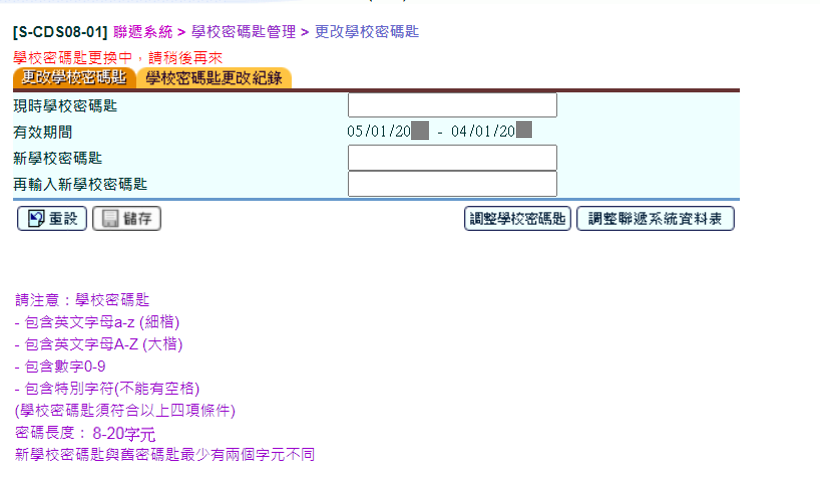 [S-CDS08-01] 聯遞系統 > 學校密碼匙管理 > 更改學校密碼匙
學校密碼匙更換中，請稍後再來
更改學校密碼匙 學校密碼匙更改紀錄
現時學校密碼匙
有效期間 05/01/20 - 04/01/20
新學校密碼匙
再輸入新學校密碼匙
重設 儲存 調整學校密碼匙 調整聯遞系統資料表
請注意：學校密碼匙
- 包含英文字母a-z (細楷)
- 包含英文字母A-Z (大楷)
- 包含數字0-9
- 包含特別字符(不能有空格)
(學校密碼匙須符合以上四項條件)
密碼長度： 8-20字元
新學校密碼匙與舊密碼匙最少有兩個字元不同